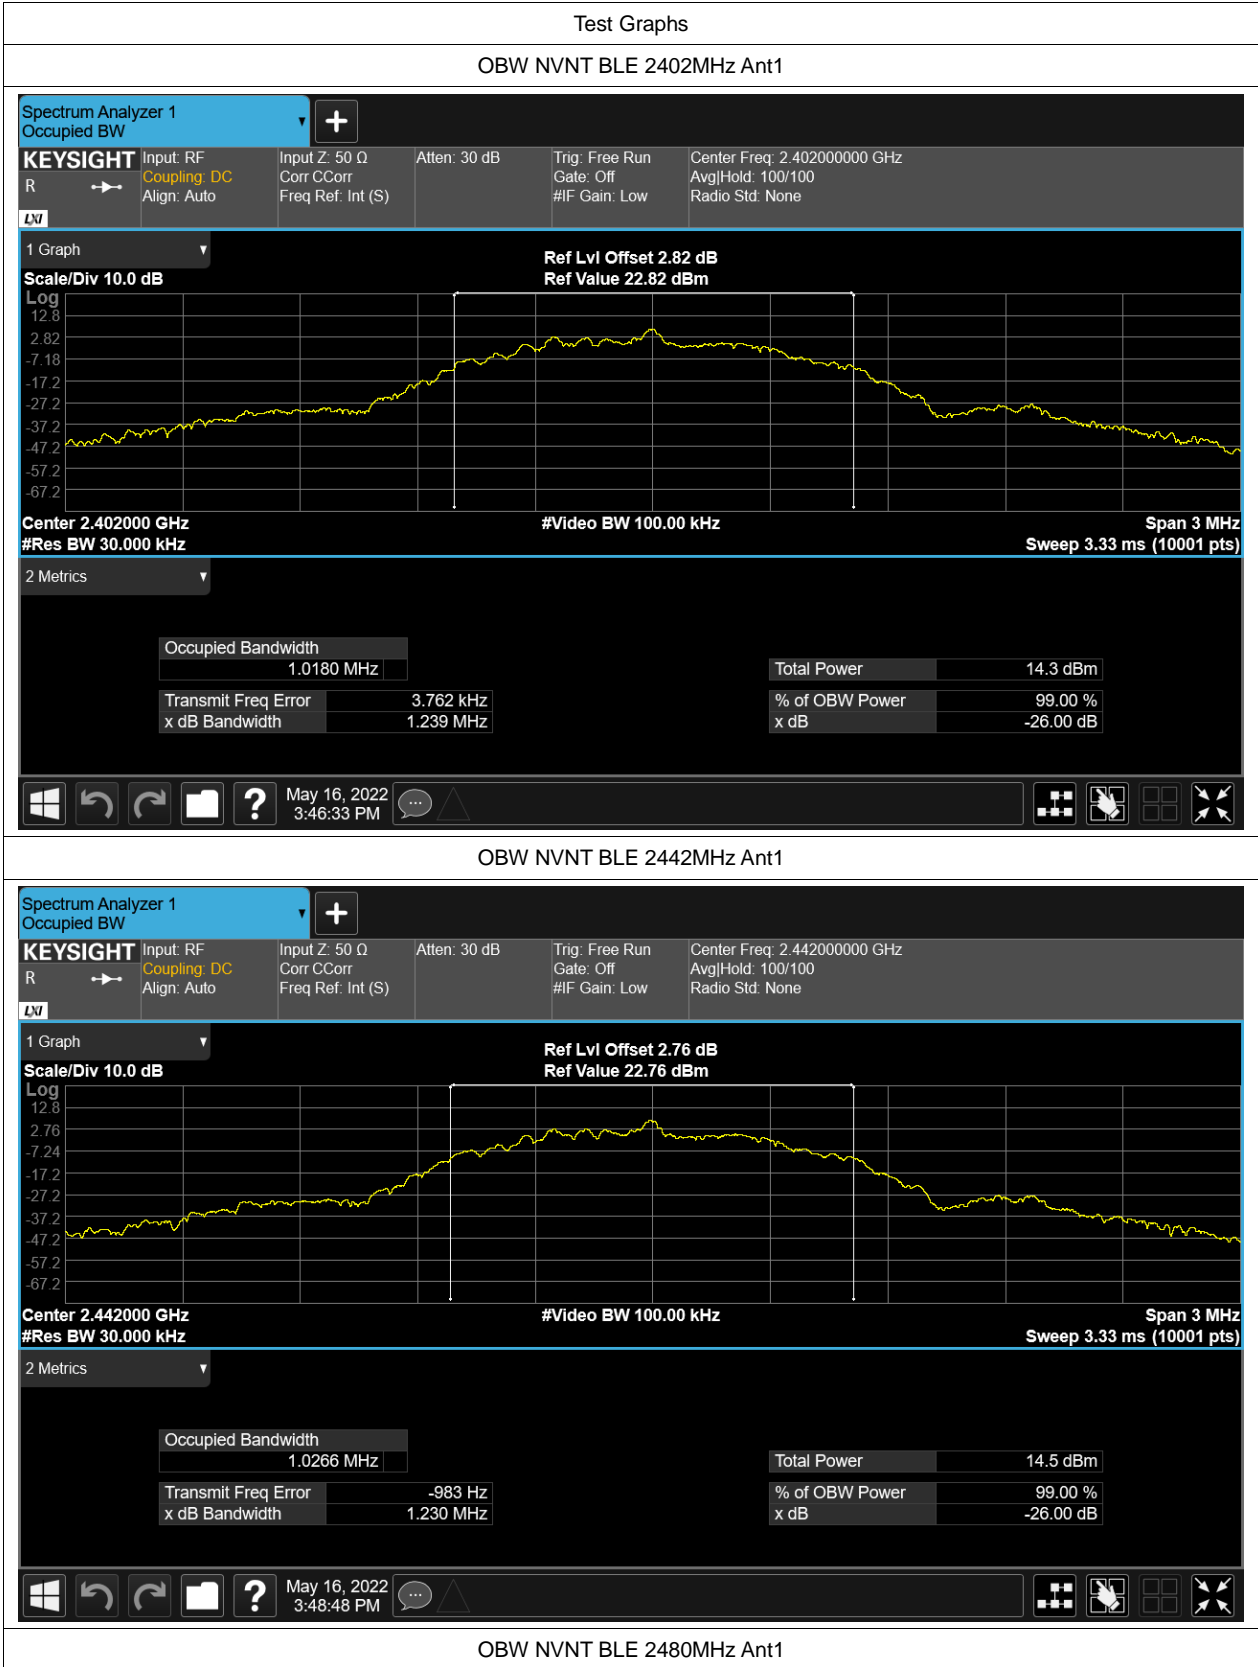 Test Graphs
OBW NVNT BLE 2402MHz Ant1
Spectrum Analyzer 1
Occupied BW
KEYSIGHT Input: RF Input Z: 50 Ω Atten: 30 dB Trig: Free Run Center Freq: 2.402000000 GHz
R Coupling: DC Corr CCorr Gate: Off Avg|Hold: 100/100
Align: Auto Freq Ref: Int (S) #IF Gain: Low Radio Std: None
LXI
1 Graph
Ref Lvl Offset 2.82 dB
Scale/Div 10.0 dB Ref Value 22.82 dBm
Log
12.8
2.82
-7.18
-17.2
-27.2
-37.2
-47.2
-57.2
-67.2
Center 2.402000 GHz #Video BW 100.00 kHz Span 3 MHz
#Res BW 30.000 kHz Sweep 3.33 ms (10001 pts)
2 Metrics
Occupied Bandwidth
1.0180 MHz Total Power 14.3 dBm
Transmit Freq Error 3.762 kHz % of OBW Power 99.00 %
x dB Bandwidth 1.239 MHz x dB -26.00 dB
May 16, 2022
3:46:33 PM
OBW NVNT BLE 2442MHz Ant1
Spectrum Analyzer 1
Occupied BW
KEYSIGHT Input: RF Input Z: 50 Ω Atten: 30 dB Trig: Free Run Center Freq: 2.442000000 GHz
R Coupling: DC Corr CCorr Gate: Off Avg|Hold: 100/100
Align: Auto Freq Ref: Int (S) #IF Gain: Low Radio Std: None
LXI
1 Graph
Ref Lvl Offset 2.76 dB
Scale/Div 10.0 dB Ref Value 22.76 dBm
Log
12.8
2.76
-7.24
-17.2
-27.2
-37.2
-47.2
-57.2
-67.2
Center 2.442000 GHz #Video BW 100.00 kHz Span 3 MHz
#Res BW 30.000 kHz Sweep 3.33 ms (10001 pts)
2 Metrics
Occupied Bandwidth
1.0266 MHz Total Power 14.5 dBm
Transmit Freq Error -983 Hz % of OBW Power 99.00 %
x dB Bandwidth 1.230 MHz x dB -26.00 dB
May 16, 2022
3:48:48 PM
OBW NVNT BLE 2480MHz Ant1